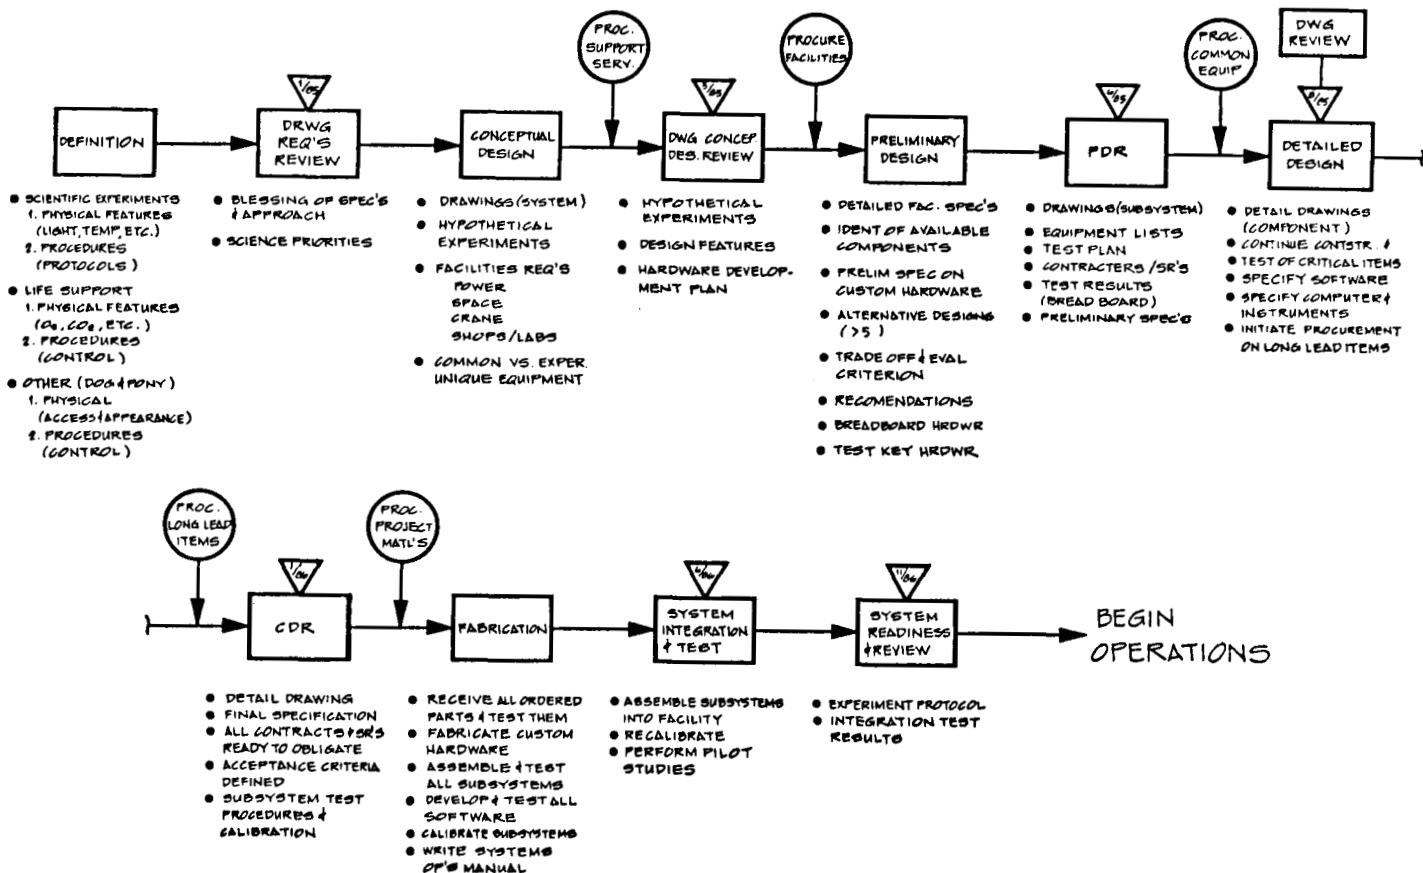 PROC.
SUPPORT
SERV.
PROCURE
FACILITIES
PROC.
COMMON
EQUIP
DWG
REVIEW
1/85
3/85
6/85
8/85
DEFINITION
DRWG
REQ'S
REVIEW
CONCEPTUAL
DESIGN
DWG CONCEP.
DES. REVIEW
PRELIMINARY
DESIGN
PDR
DETAILED
DESIGN
● SCIENTIFIC EXPERIMENTS
1. PHYSICAL FEATURES
(LIGHT, TEMP, ETC.)
2. PROCEDURES
(PROTOCOLS)
● LIFE SUPPORT
1. PHYSICAL FEATURES
(O₂, CO₂, ETC.)
2. PROCEDURES
(CONTROL)
● OTHER (DOG & PONY)
1. PHYSICAL
(ACCESS & APPEARANCE)
2. PROCEDURES
(CONTROL)
● BLESSING OF SPEC'S
& APPROACH
● SCIENCE PRIORITIES
● DRAWINGS (SYSTEM)
● HYPOTHETICAL
EXPERIMENTS
● FACILITIES REQ'S
POWER
SPACE
CRANE
SHOPS/LABS
● COMMON VS. EXPER.
UNIQUE EQUIPMENT
● HYPOTHETICAL
EXPERIMENTS
● DESIGN FEATURES
● HARDWARE DEVELOP-
MENT PLAN
● DETAILED FAC. SPEC'S
● IDENT OF AVAILABLE
COMPONENTS
● PRELIM SPEC ON
CUSTOM HARDWARE
● ALTERNATIVE DESIGNS
(>5)
● TRADE OFF & EVAL
CRITERION
● RECOMENDATIONS
● BREADBOARD HRDWR
● TEST KEY HRDWR
● DRAWINGS (SUBSYSTEM)
● EQUIPMENT LISTS
● TEST PLAN
● CONTRACTERS /SR'S
● TEST RESULTS
(BREAD BOARD)
● PRELIMINARY SPEC'S
● DETAIL DRAWINGS
(COMPONENT)
● CONTINUE CONSTR. &
● TEST OF CRITICAL ITEMS
● SPECIFY SOFTWARE
● SPECIFY COMPUTER &
INSTRUMENTS
● INITIATE PROCUREMENT
ON LONG LEAD ITEMS
PROC.
LONG LEAD
ITEMS
PROC.
PROJECT
MATL'S
1/86
6/86
11/86
CDR
FABRICATION
SYSTEM
INTEGRATION
& TEST
SYSTEM
READINESS
& REVIEW
BEGIN
OPERATIONS
● DETAIL DRAWING
● FINAL SPECIFICATION
● ALL CONTRACTS & SR'S
READY TO OBLIGATE
● ACCEPTANCE CRITERIA
DEFINED
● SUBSYSTEM TEST
PROCEDURES &
CALIBRATION
● RECEIVE ALL ORDERED
PARTS & TEST THEM
● FABRICATE CUSTOM
HARDWARE
● ASSEMBLE & TEST
ALL SUBSYSTEMS
● DEVELOP & TEST ALL
SOFTWARE
● CALIBRATE SUBSYSTEMS
● WRITE SYSTEMS
OP'S MANUAL
● ASSEMBLE SUBSYSTEMS
INTO FACILITY
● RECALIBRATE
● PERFORM PILOT
STUDIES
● EXPERIMENT PROTOCOL
● INTEGRATION TEST
RESULTS